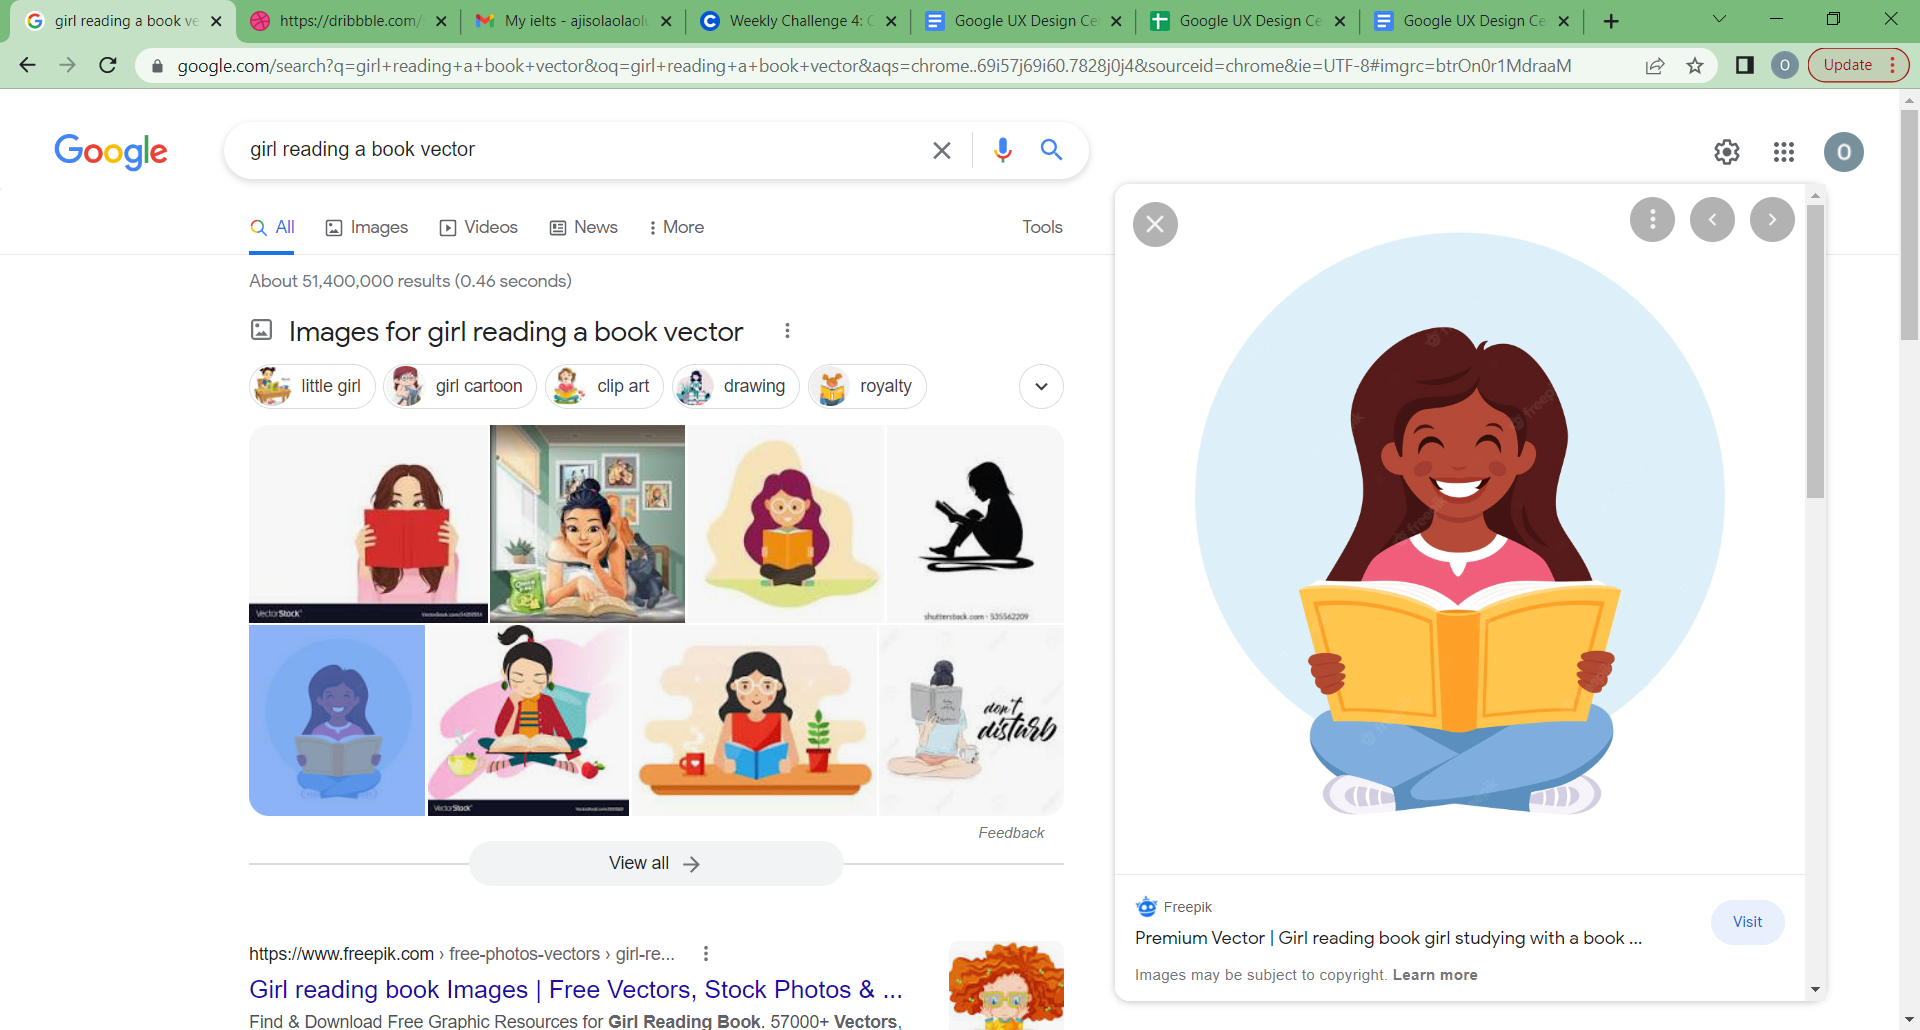 girl reading a book ve
https://dribbble.com/
My ielts - ajisolaolaolu
Weekly Challenge 4: C
Google UX Design Ce
Google UX Design Ce
Google UX Design Ce
google.com/search?q=girl+reading+a+book+vector&oq=girl+reading+a+book+vector&aqs=chrome..69i57j69i60.7828j0j4&sourceid=chrome&ie=UTF-8#imgrc=btrOn0r1MdraaM
O
Update
Google
girl reading a book vector
O
All
Images
Videos
News
More
Tools
About 51,400,000 results (0.46 seconds)
Images for girl reading a book vector
little girl
girl cartoon
clip art
drawing
royalty
VectorStock
shutterstock.com · 535562209
don't
disturb
VectorStock
Feedback
View all
https://www.freepik.com › free-photos-vectors › girl-re...
Girl reading book Images | Free Vectors, Stock Photos & ...
Find & Download Free Graphic Resources for Girl Reading Book. 57000+ Vectors,
Freepik
Premium Vector | Girl reading book girl studying with a book ...
Visit
Images may be subject to copyright. Learn more